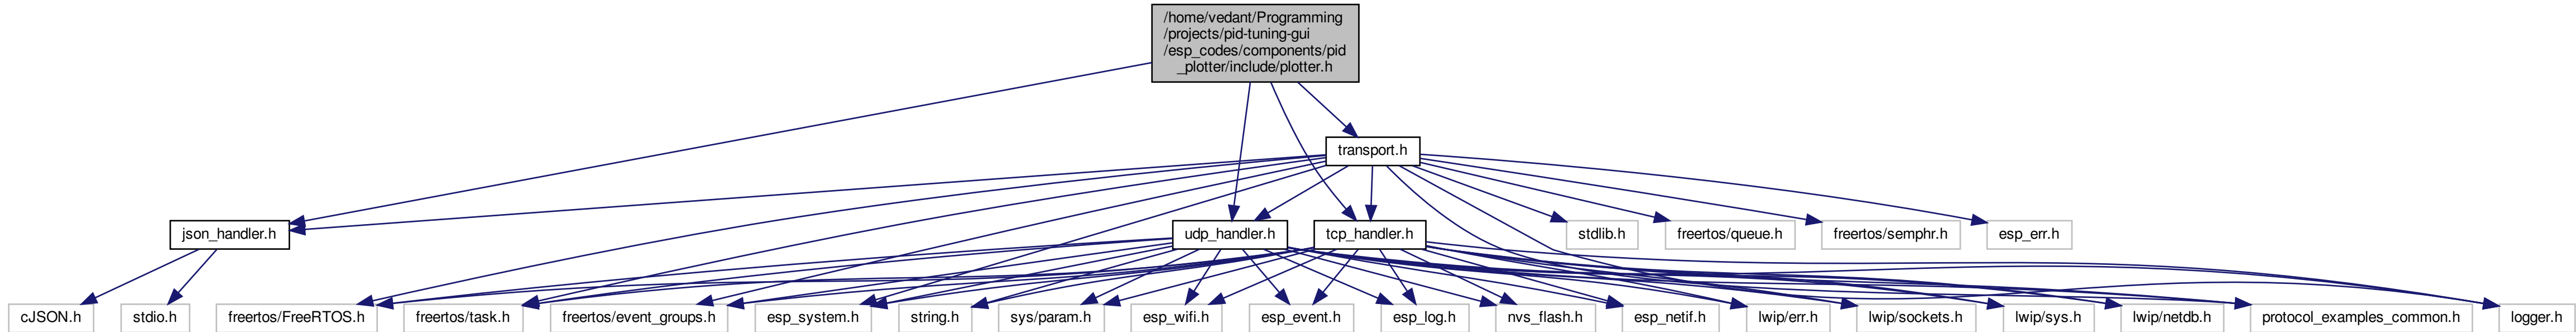 /home/vedant/Programming
/projects/pid-tuning-gui
/esp_codes/components/pid
_plotter/include/plotter.h
transport.h
json_handler.h
udp_handler.h
tcp_handler.h
stdlib.h
freertos/queue.h
freertos/semphr.h
esp_err.h
cJSON.h
stdio.h
freertos/FreeRTOS.h
freertos/task.h
freertos/event_groups.h
esp_system.h
string.h
sys/param.h
esp_wifi.h
esp_event.h
esp_log.h
nvs_flash.h
esp_netif.h
lwip/err.h
lwip/sockets.h
lwip/sys.h
lwip/netdb.h
protocol_examples_common.h
logger.h